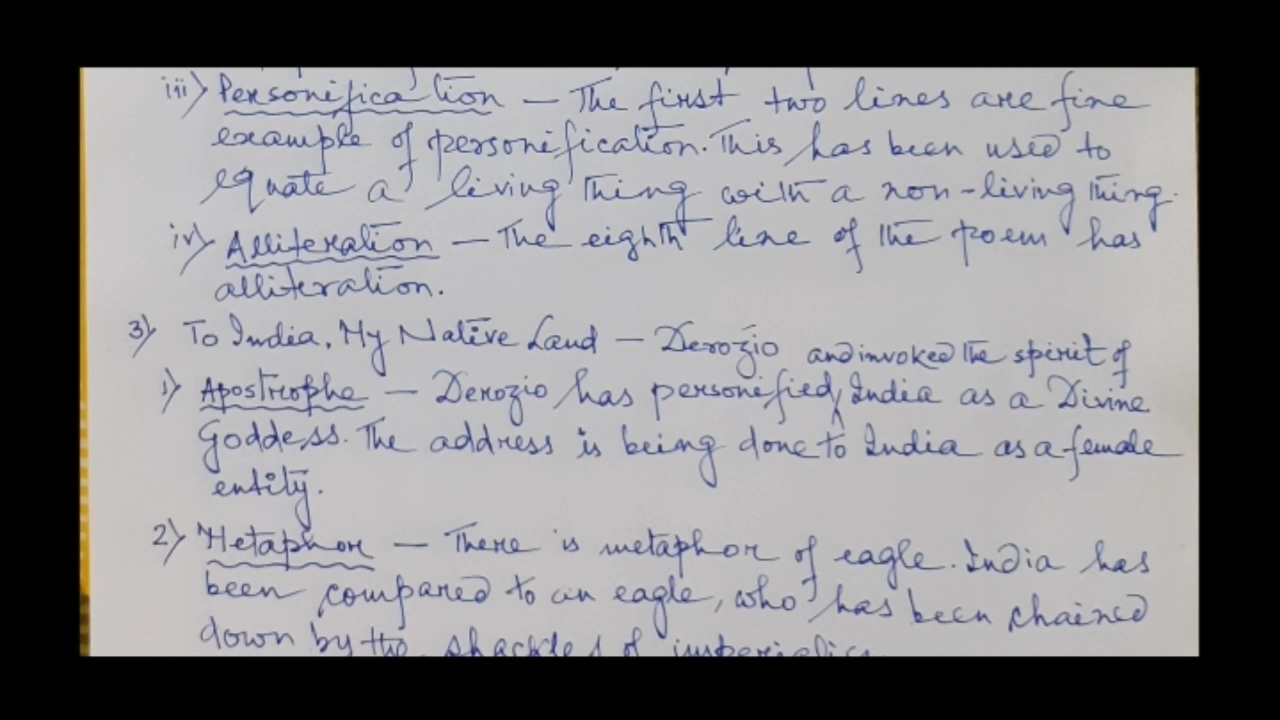 iii) Personification — The first two lines are fine
example of personification. This has been used to
equate a living thing with a non-living thing.
iv) Alliteration — The eighth line of the poem has
alliteration.
3) To India, My Native Land — Derozio
and invoked the spirit of
i) Apostrophe — Derozio has personified India as a Divine
Goddess. The address is being done to India as a female
entity.
2) Metaphor — There is metaphor of eagle. India has
been compared to an eagle, who has been chained
down by the shackles of